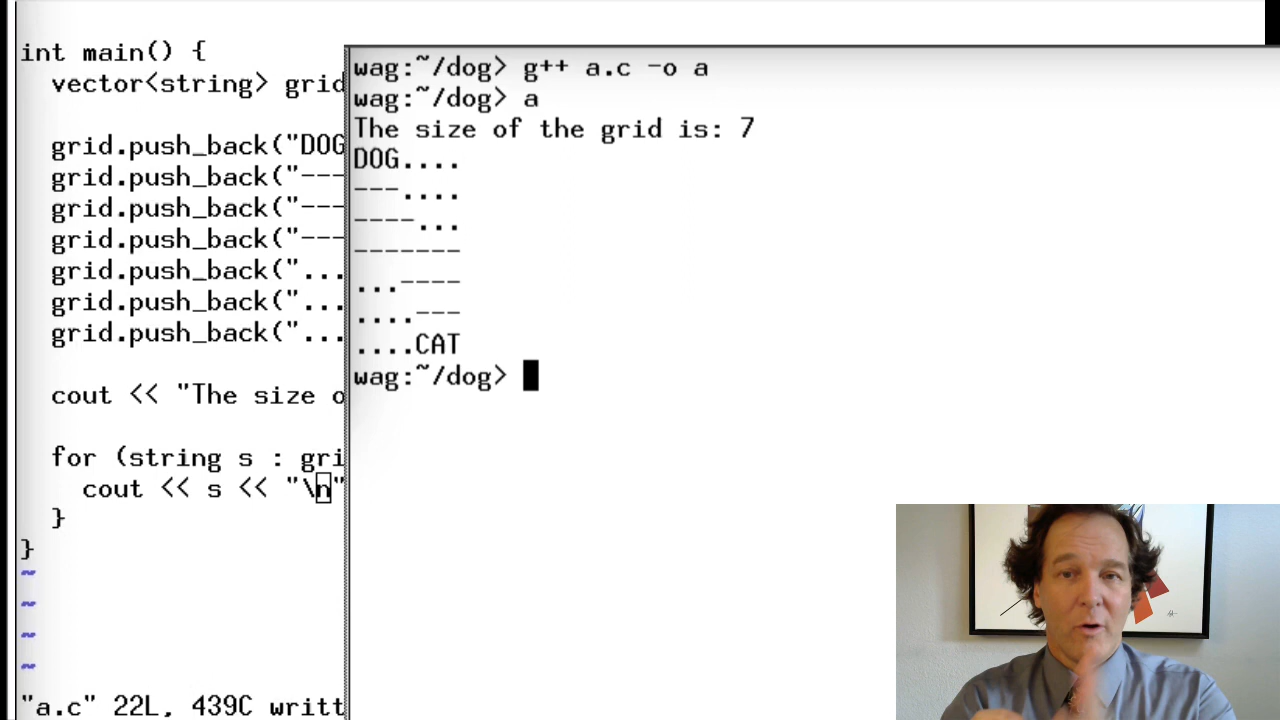 int main() {
vector<string> grid
grid.push_back("DOG
grid.push_back("---
grid.push_back("---
grid.push_back("---
grid.push_back("...
grid.push_back("...
grid.push_back("...
cout << "The size o
for (string s : gri
cout << s << "\n"
}
}
~
~
~
~
"a.c" 22L, 439C writt
wag:~/dog> g++ a.c -o a
wag:~/dog> a
The size of the grid is: 7
DOG....
---....
----...
-------
...----
....---
....CAT
wag:~/dog>